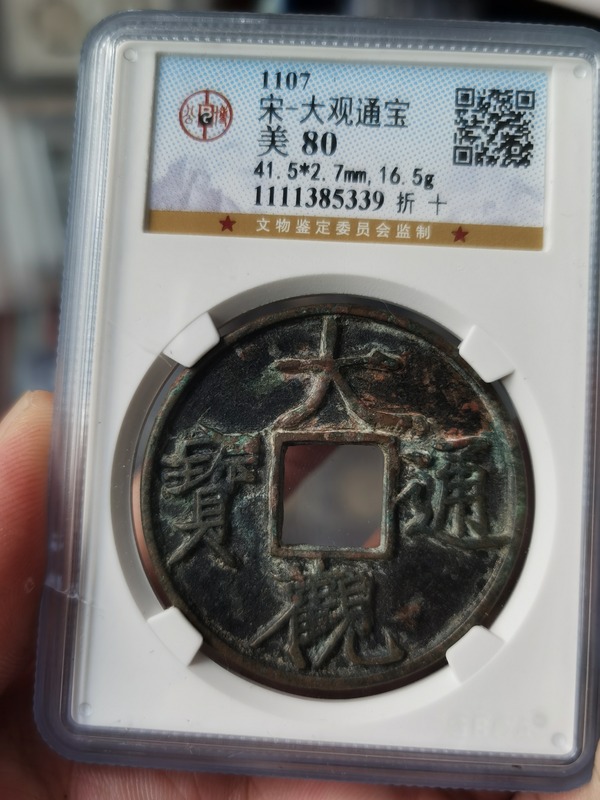 1107
宋-大观通宝
美 80
41.5*2.7mm,16.5g
1111385339 折 十
文物鉴定委员会监制
大
通
觀
寶